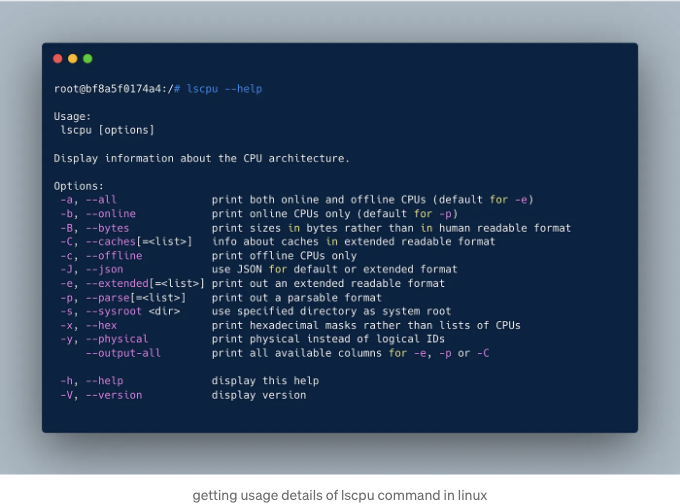 root@bf8a5f0174a4:/# lscpu --help
Usage:
lscpu [options]
Display information about the CPU architecture.
Options:
-a, --all print both online and offline CPUs (default for -e)
-b, --online print online CPUs only (default for -p)
-B, --bytes print sizes in bytes rather than in human readable format
-C, --caches[=<list>] info about caches in extended readable format
-c, --offline print offline CPUs only
-J, --json use JSON for default or extended format
-e, --extended[=<list>] print out an extended readable format
-p, --parse[=<list>] print out a parsable format
-s, --sysroot <dir> use specified directory as system root
-x, --hex print hexadecimal masks rather than lists of CPUs
-y, --physical print physical instead of logical IDs
--output-all print all available columns for -e, -p or -C
-h, --help display this help
-V, --version display version
getting usage details of lscpu command in linux